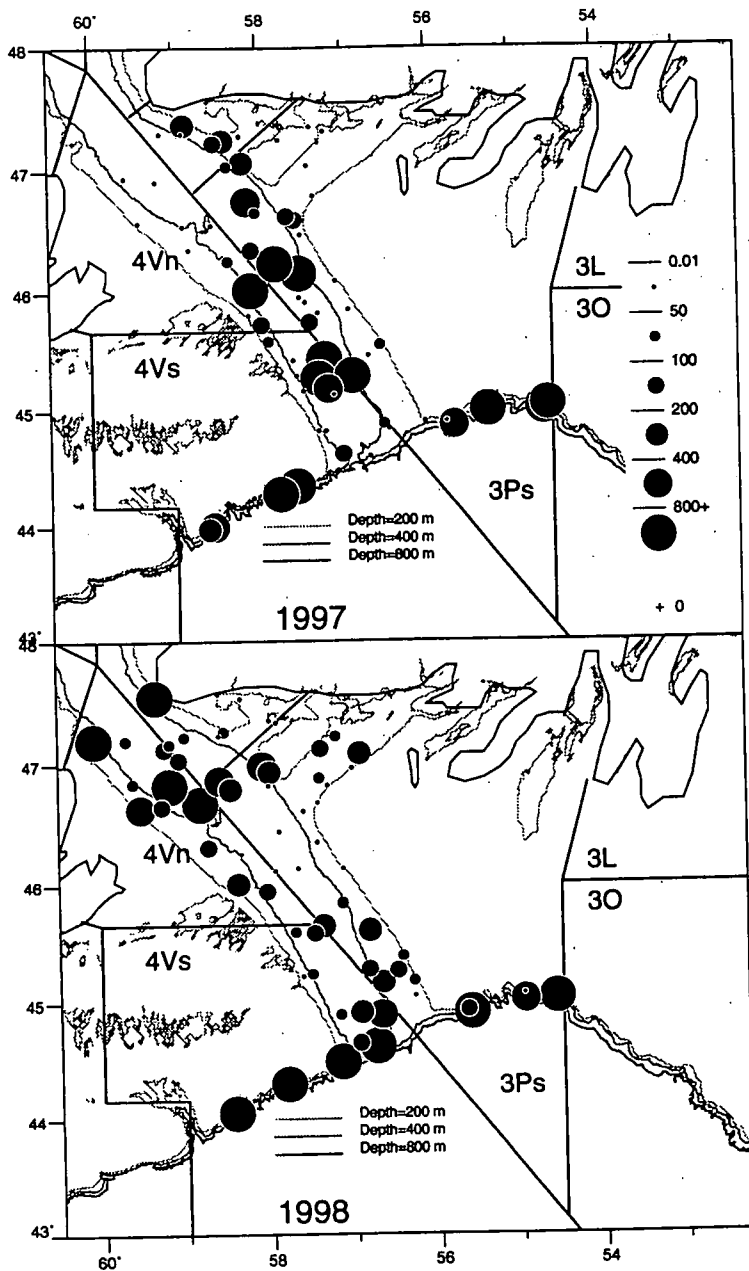 60° 58 56 54
48
47
46
45
44
43°
4Vn
4Vs
3L
3O
3Ps
0.01
50
100
200
400
800+
+ 0
Depth=200 m
Depth=400 m
Depth=800 m
1997
48
47
46
45
44
43°
4Vn
4Vs
3L
3O
3Ps
Depth=200 m
Depth=400 m
Depth=800 m
1998
60° 58 56 54